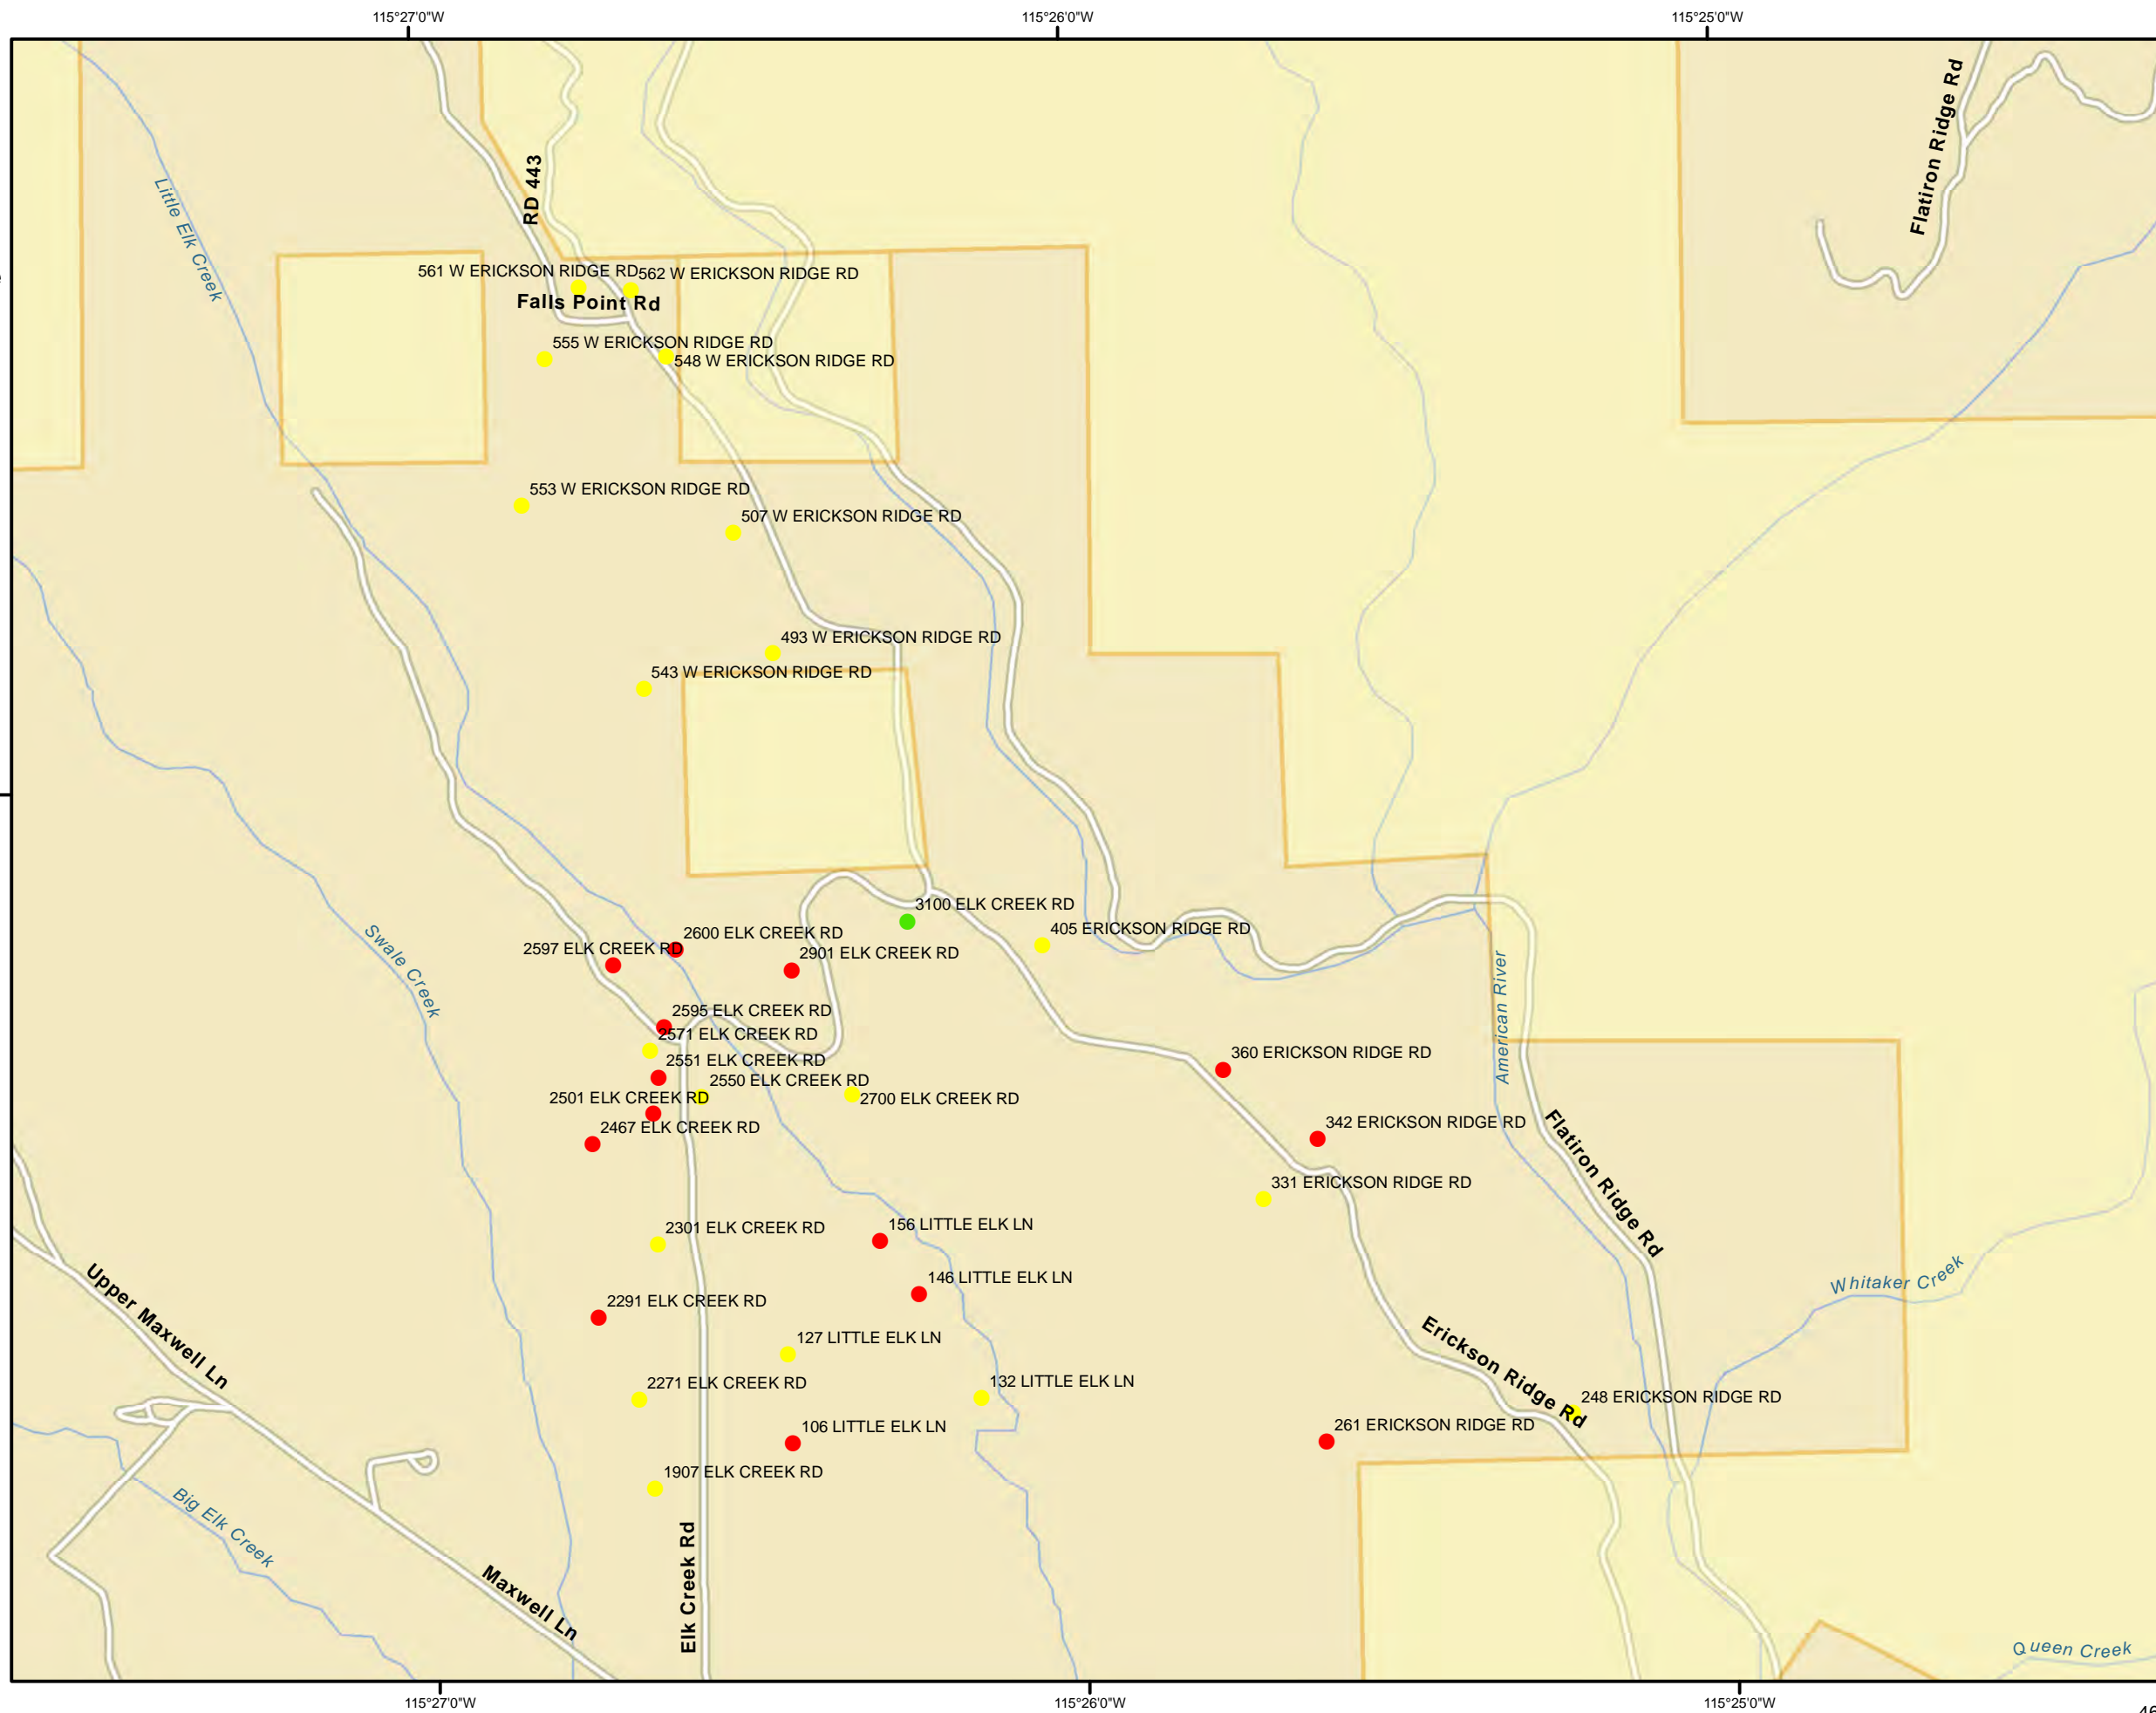 115°27'0"W
115°26'0"W
115°25'0"W
Flatiron Ridge Rd
RD 443
Little Elk Creek
561 W ERICKSON RIDGE RD
562 W ERICKSON RIDGE RD
Falls Point Rd
555 W ERICKSON RIDGE RD
548 W ERICKSON RIDGE RD
553 W ERICKSON RIDGE RD
507 W ERICKSON RIDGE RD
493 W ERICKSON RIDGE RD
543 W ERICKSON RIDGE RD
3100 ELK CREEK RD
405 ERICKSON RIDGE RD
2600 ELK CREEK RD
2597 ELK CREEK RD
2901 ELK CREEK RD
Swale Creek
American River
2595 ELK CREEK RD
2571 ELK CREEK RD
2551 ELK CREEK RD
360 ERICKSON RIDGE RD
2550 ELK CREEK RD
2501 ELK CREEK RD
2700 ELK CREEK RD
2467 ELK CREEK RD
342 ERICKSON RIDGE RD
Flatiron Ridge Rd
331 ERICKSON RIDGE RD
2301 ELK CREEK RD
156 LITTLE ELK LN
146 LITTLE ELK LN
Whitaker Creek
2291 ELK CREEK RD
Upper Maxwell Ln
127 LITTLE ELK LN
Erickson Ridge Rd
2271 ELK CREEK RD
132 LITTLE ELK LN
248 ERICKSON RIDGE RD
106 LITTLE ELK LN
261 ERICKSON RIDGE RD
1907 ELK CREEK RD
Big Elk Creek
Elk Creek Rd
Maxwell Ln
Queen Creek
115°27'0"W
115°26'0"W
115°25'0"W